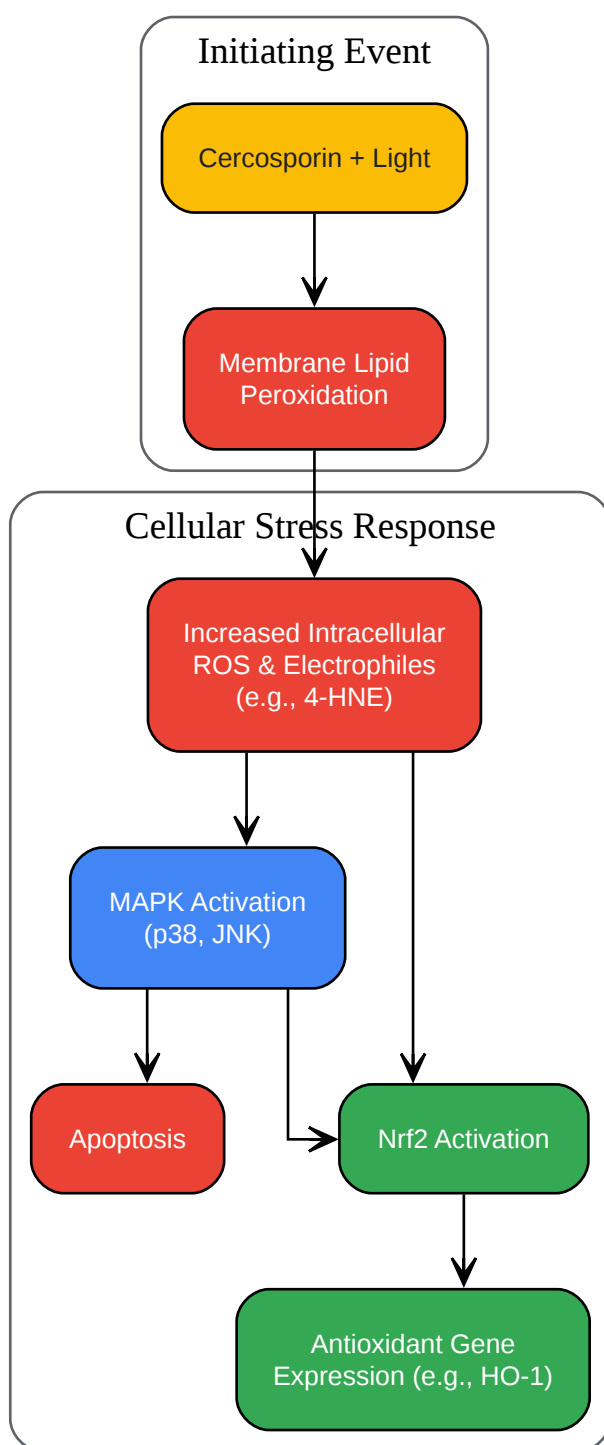 Initiating Event
Cercosporin + Light
Membrane Lipid
Peroxidation
Cellular Stress Response
Increased Intracellular
ROS & Electrophiles
(e.g., 4-HNE)
MAPK Activation
(p38, JNK)
Apoptosis
Nrf2 Activation
Antioxidant Gene
Expression (e.g., HO-1)